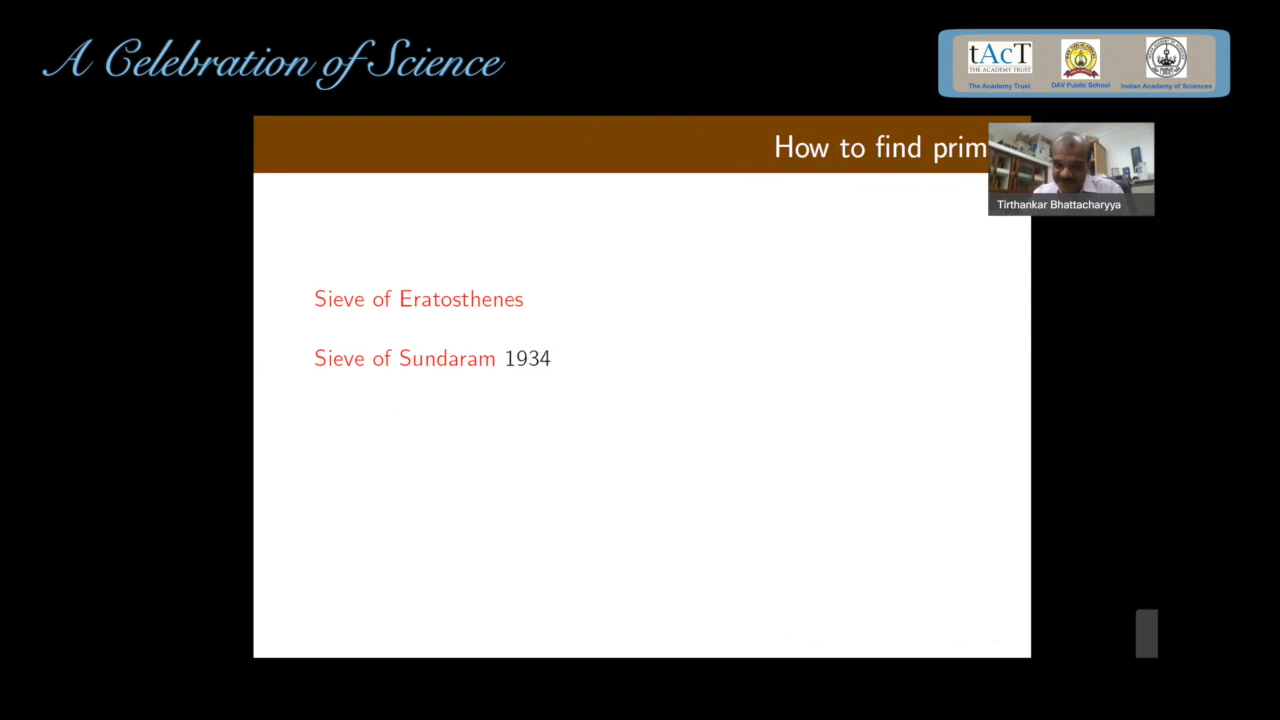 A Celebration of Science
tAcT
THE ACADEMY TRUST
The Academy Trust
DAV Public School
Indian Academy of Sciences
How to find prim
Tirthankar Bhattacharyya
Sieve of Eratosthenes
Sieve of Sundaram 1934